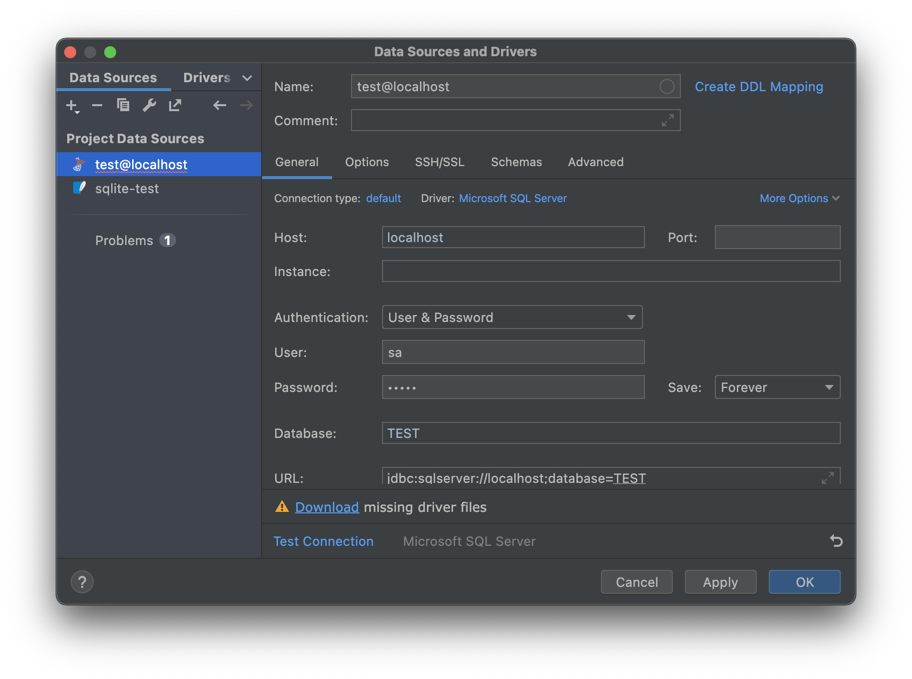 Data Sources and Drivers
Data Sources Drivers
Name: test@localhost Create DDL Mapping
Comment:
Project Data Sources
test@localhost
sqlite-test
Problems 1
General Options SSH/SSL Schemas Advanced
Connection type: default Driver: Microsoft SQL Server More Options
Host: localhost Port:
Instance:
Authentication: User & Password
User: sa
Password: ••••• Save: Forever
Database: TEST
URL: jdbc:sqlserver://localhost;database=TEST
Download missing driver files
Test Connection Microsoft SQL Server
? Cancel Apply OK